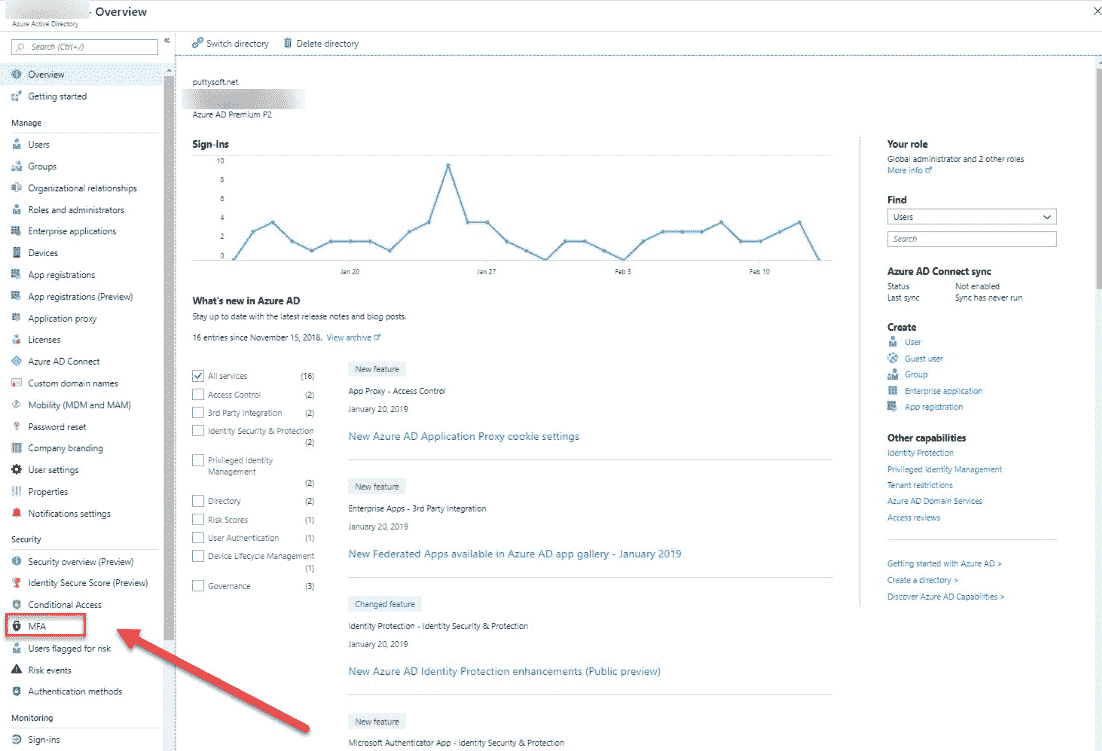 - Overview
Azure Active Directory
Search (Ctrl+/)
«
Overview
Getting started
Manage
Users
Groups
Organizational relationships
Roles and administrators
Enterprise applications
Devices
App registrations
App registrations (Preview)
Application proxy
Licenses
Azure AD Connect
Custom domain names
Mobility (MDM and MAM)
Password reset
Company branding
User settings
Properties
Notifications settings
Security
Security overview (Preview)
Identity Secure Score (Preview)
Conditional Access
MFA
Users flagged for risk
Risk events
Authentication methods
Monitoring
Sign-ins
Switch directory
Delete directory
puttysoft.net
Azure AD Premium P2
Sign-Ins
10
8
6
4
2
0
Jan 20
Jan 27
Feb 3
Feb 10
What's new in Azure AD
Stay up to date with the latest release notes and blog posts.
16 entries since November 15, 2018. View archive
All services (16)
Access Control (2)
3rd Party Integration (2)
Identity Security & Protection
(2)
Privileged Identity
Management
(2)
Directory (2)
Risk Scores (1)
User Authentication (1)
Device Lifecycle Management
(1)
Governance (3)
New feature
App Proxy - Access Control
January 20, 2019
New Azure AD Application Proxy cookie settings
New feature
Enterprise Apps - 3rd Party Integration
January 20, 2019
New Federated Apps available in Azure AD app gallery - January 2019
Changed feature
Identity Protection - Identity Security & Protection
January 20, 2019
New Azure AD Identity Protection enhancements (Public preview)
New feature
Microsoft Authenticator App - Identity Security & Protection
Your role
Global administrator and 2 other roles
More info
Find
Users
Search
Azure AD Connect sync
Status Not enabled
Last sync Sync has never run
Create
User
Guest user
Group
Enterprise application
App registration
Other capabilities
Identity Protection
Privileged Identity Management
Tenant restrictions
Azure AD Domain Services
Access reviews
Getting started with Azure AD >
Create a directory >
Discover Azure AD Capabilities >